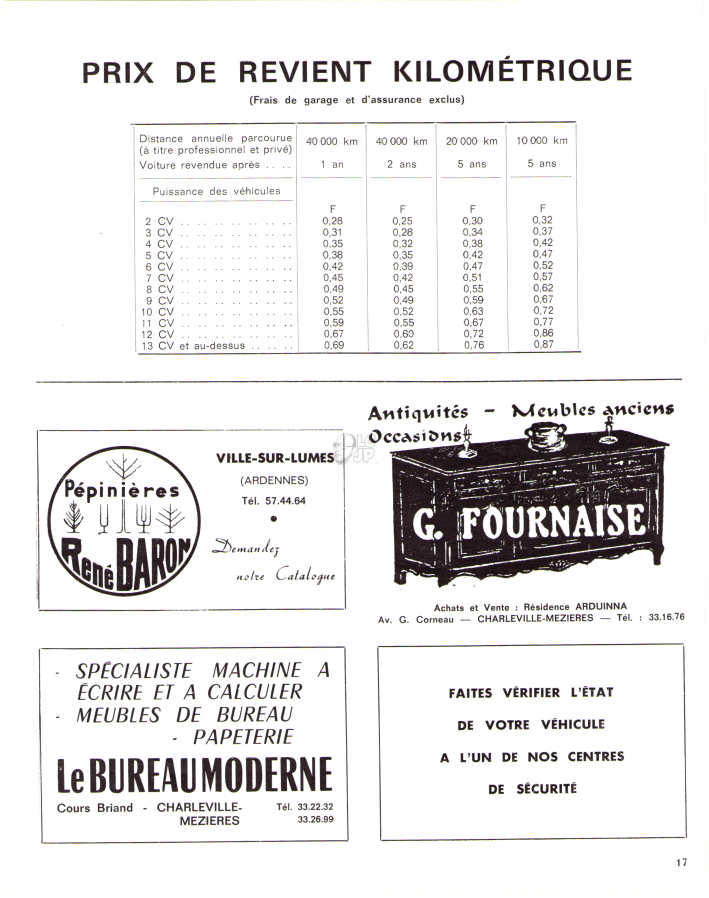 PRIX DE REVIENT KILOMÉTRIQUE
(Frais de garage et d'assurance exclus)
Distance annuelle parcourue 40 000 km 40 000 km 20 000 km 10 000 km
(à titre professionnel et privé)
Voiture revendue après .. .. 1 an 2 ans 5 ans 5 ans
Puissance des véhicules
F F F F
2 CV .. .. .. .. .. .. .. 0,28 0,25 0,30 0,32
3 CV .. .. .. .. .. .. .. 0,31 0,28 0,34 0,37
4 CV .. .. .. .. .. .. .. 0,35 0,32 0,38 0,42
5 CV .. .. .. .. .. .. .. 0,38 0,35 0,42 0,47
6 CV .. .. .. .. .. .. .. 0,42 0,39 0,47 0,52
7 CV .. .. .. .. .. .. .. 0,45 0,42 0,51 0,57
8 CV .. .. .. .. .. .. .. 0,49 0,45 0,55 0,62
9 CV .. .. .. .. .. .. .. 0,52 0,49 0,59 0,67
10 CV .. .. .. .. .. .. .. 0,55 0,52 0,63 0,72
11 CV .. .. .. .. .. .. .. 0,59 0,55 0,67 0,77
12 CV .. .. .. .. .. .. .. 0,67 0,60 0,72 0,86
13 CV et au-dessus .. .. .. 0,69 0,62 0,76 0,87
Pépinières
René BARON
VILLE-SUR-LUMES
(ARDENNES)
Tél. 57.44.64
Demandez
notre Catalogue
Antiquités - Meubles anciens
Occasions
G. FOURNAISE
Achats et Vente : Résidence ARDUINNA
Av. G. Corneau — CHARLEVILLE-MEZIERES — Tél. : 33.16.76
- SPÉCIALISTE MACHINE A
ÉCRIRE ET A CALCULER
- MEUBLES DE BUREAU
- PAPETERIE
Le BUREAU MODERNE
Cours Briand - CHARLEVILLE- Tél. 33.22.32
MEZIERES 33.26.99
FAITES VÉRIFIER L'ÉTAT
DE VOTRE VÉHICULE
A L'UN DE NOS CENTRES
DE SÉCURITÉ
17